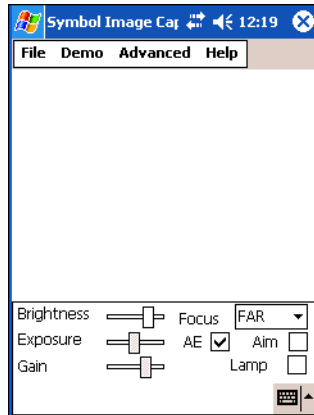 Symbol Image Cap 12:19
File Demo Advanced Help
Brightness Focus FAR
Exposure AE Aim
Gain Lamp